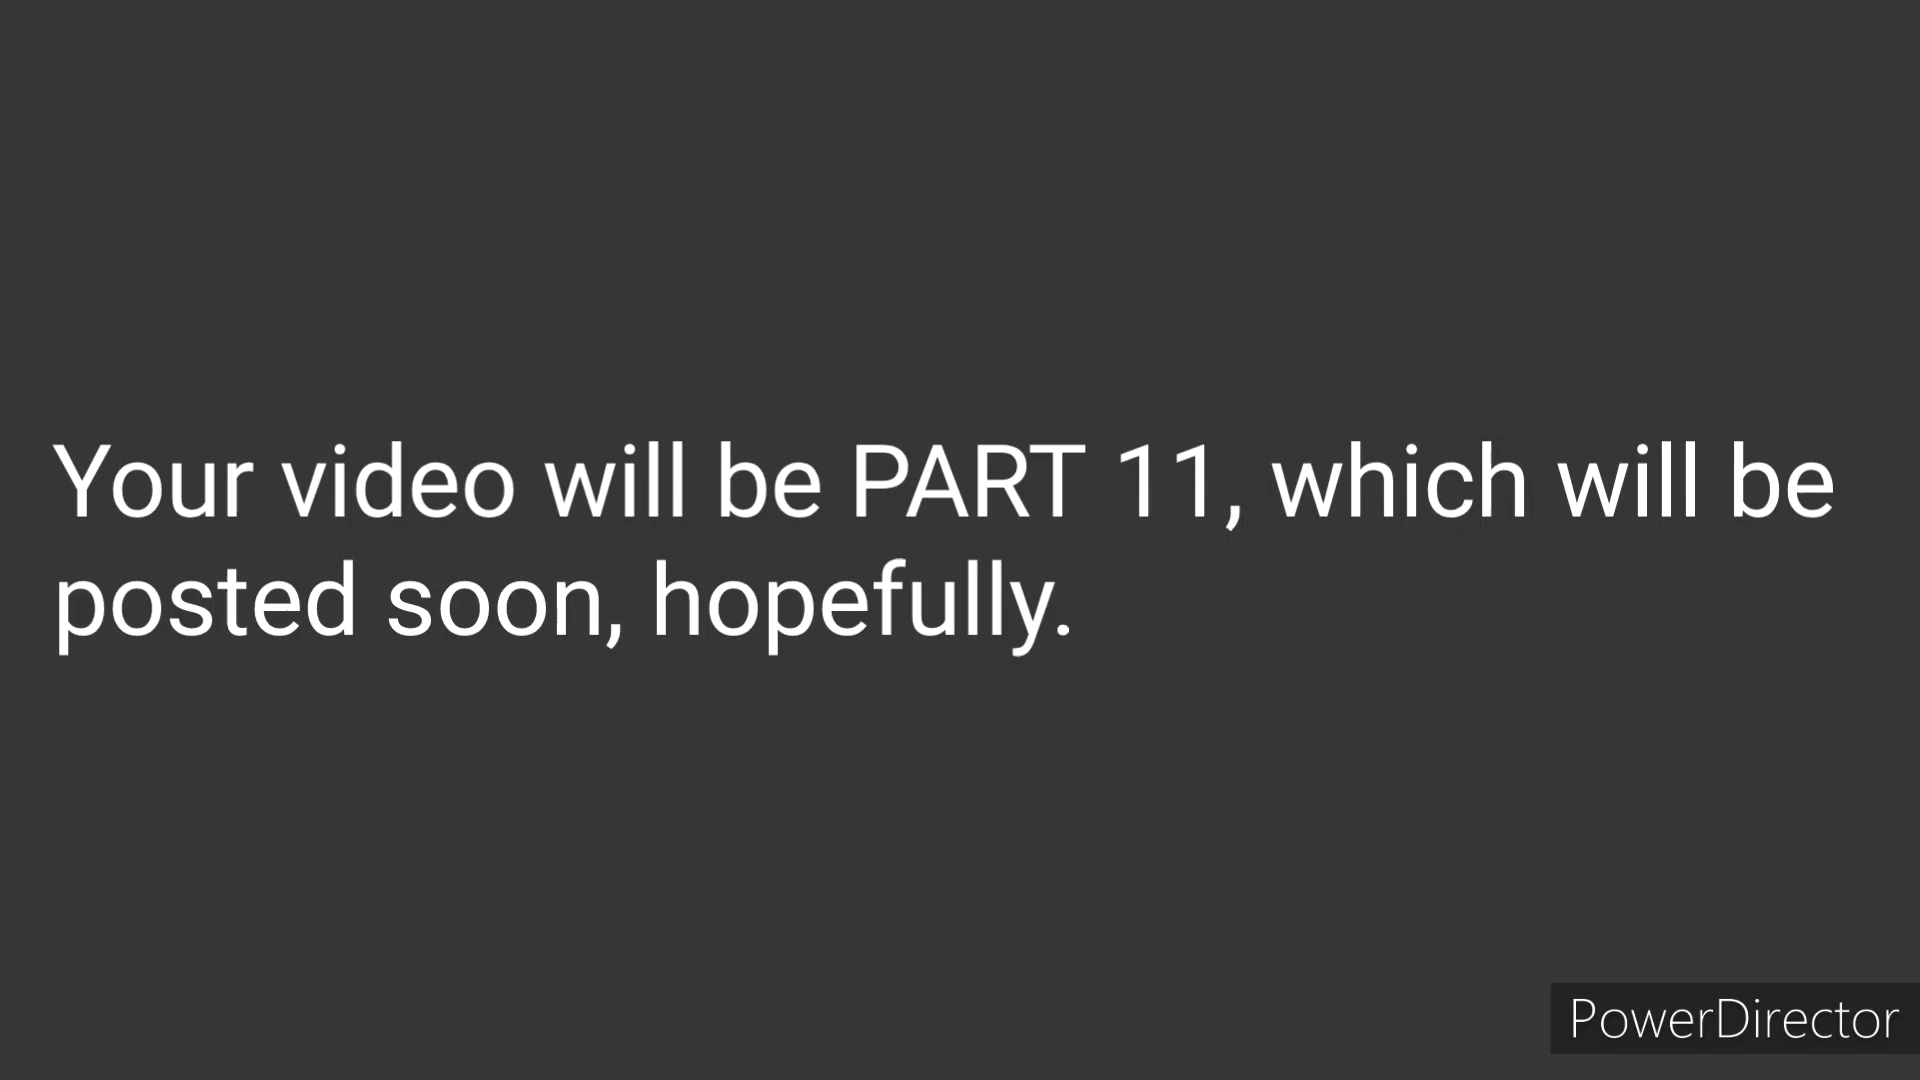 Your video will be PART 11, which will be
posted soon, hopefully.
PowerDirector